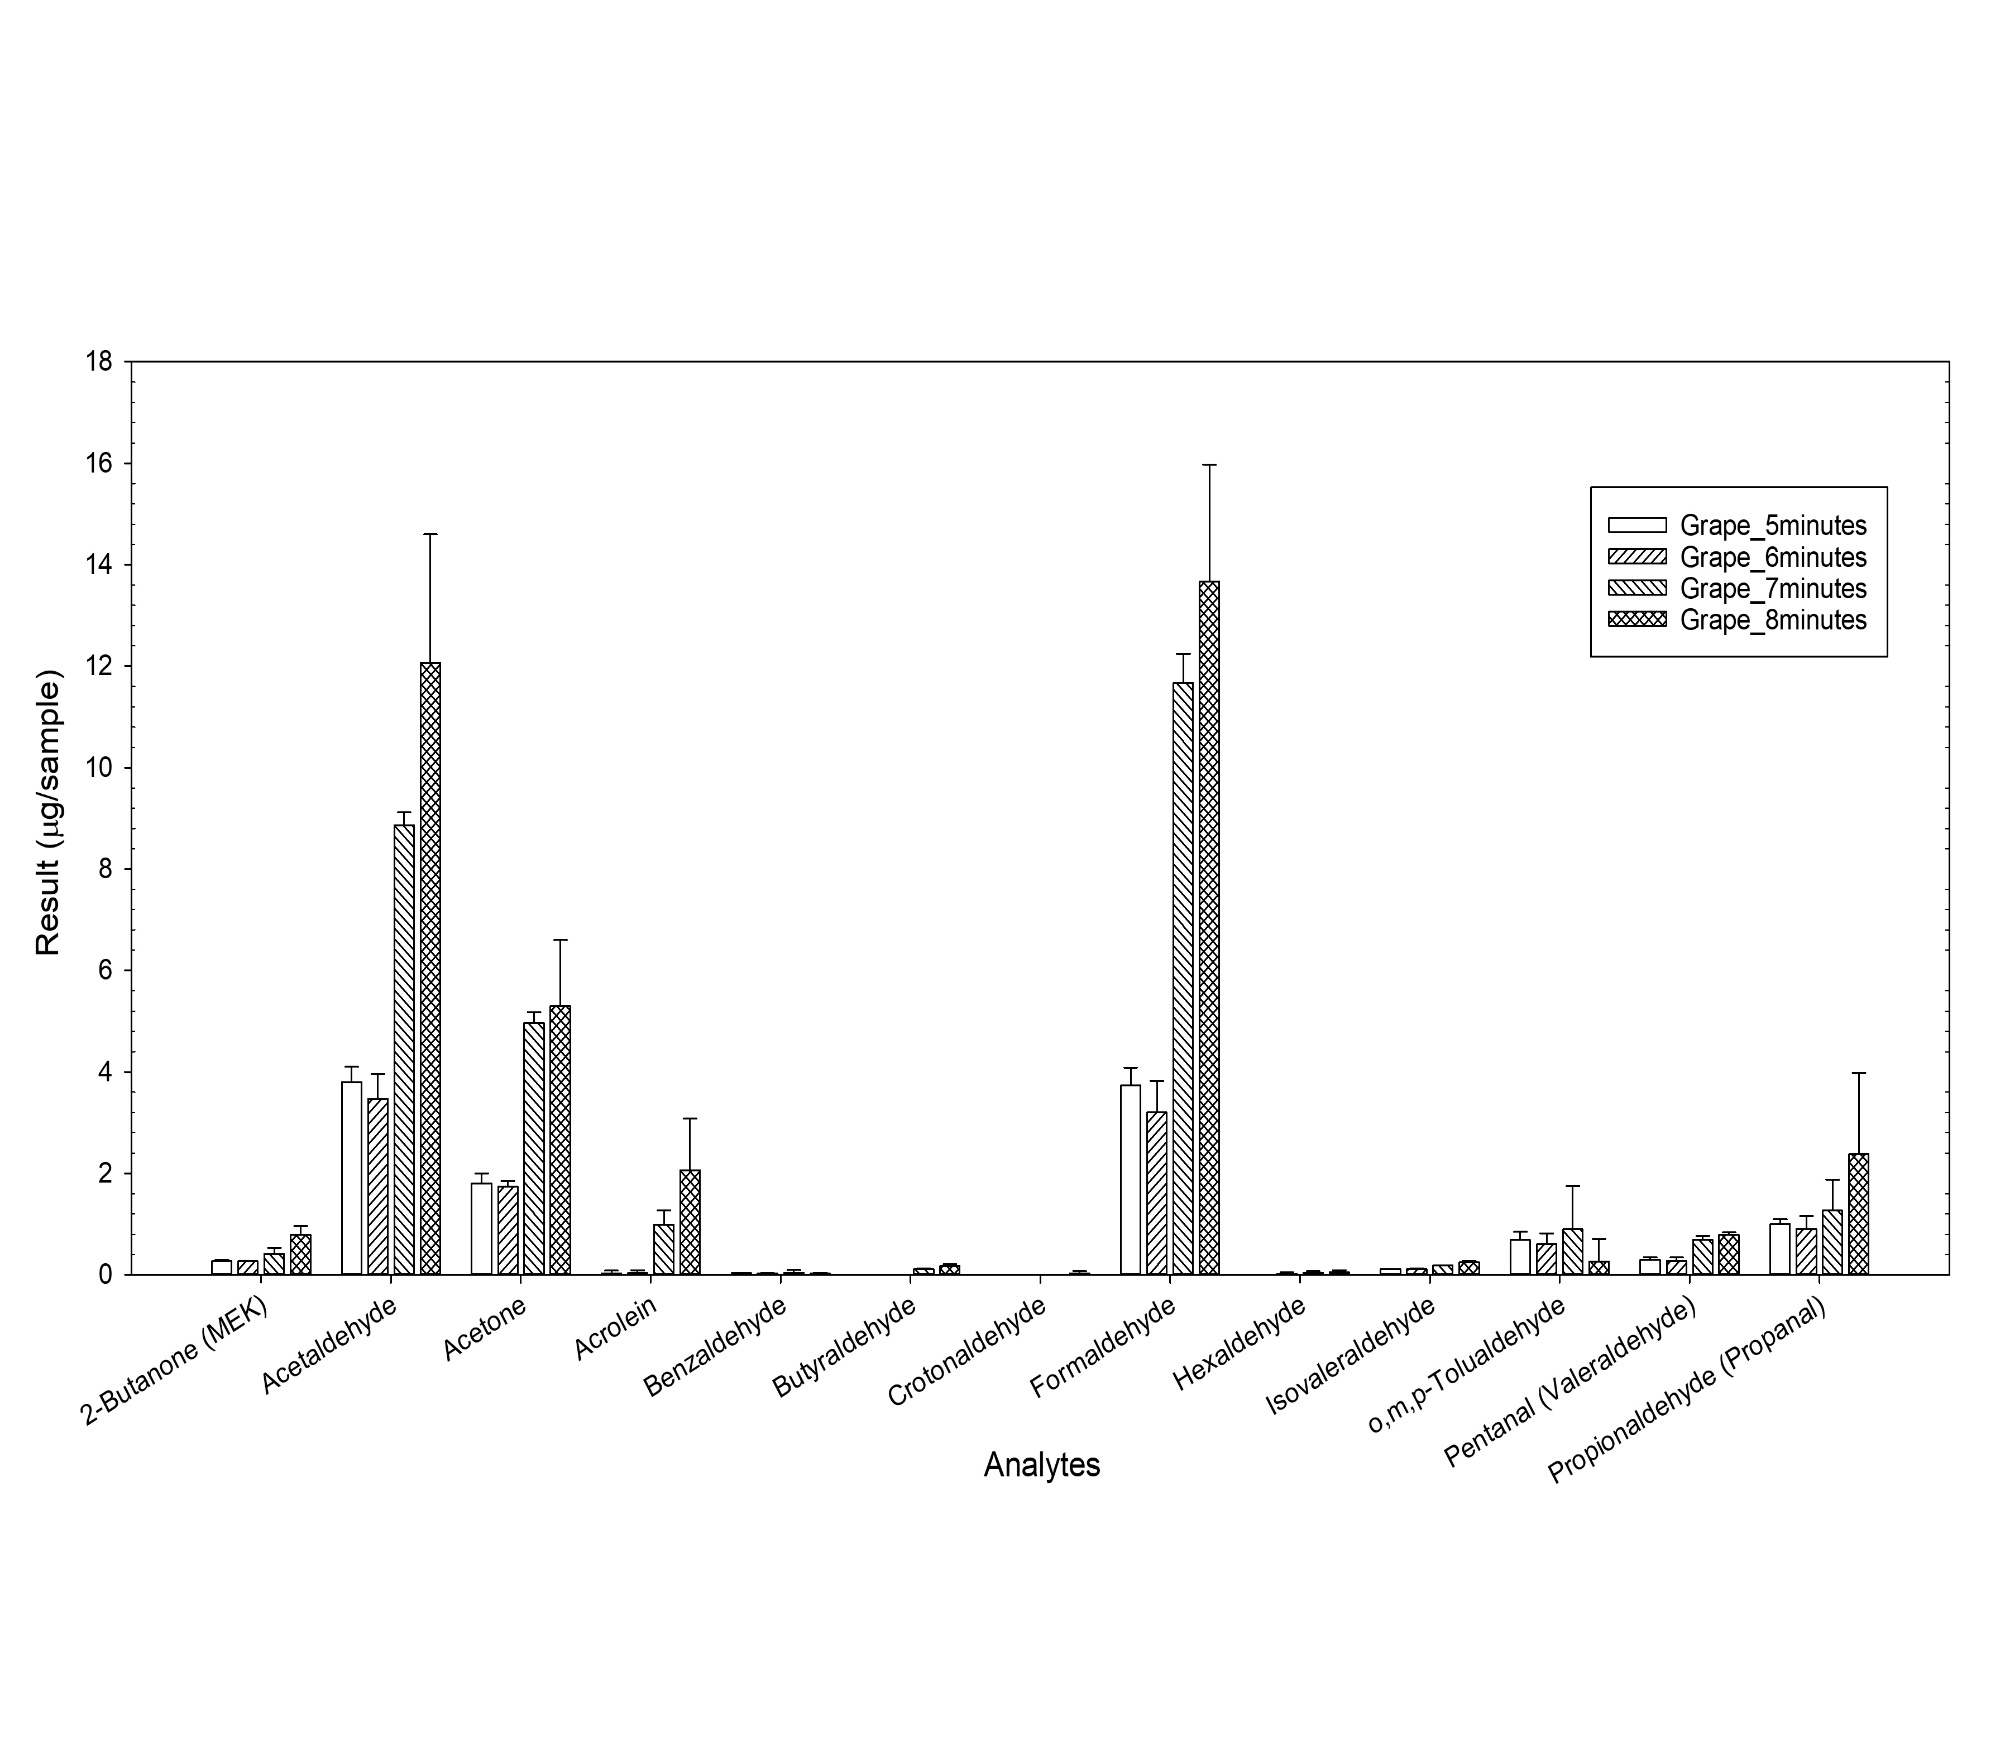 18
16
14
12
10
8
6
4
2
0
Result (μg/sample)
Grape_5minutes
Grape_6minutes
Grape_7minutes
Grape_8minutes
2-Butanone (MEK)
Acetaldehyde
Acetone
Acrolein
Benzaldehyde
Butyraldehyde
Crotonaldehyde
Formaldehyde
Hexaldehyde
Isovaleraldehyde
o,m,p-Tolualdehyde
Pentanal (Valeraldehyde)
Propionaldehyde (Propanal)
Analytes